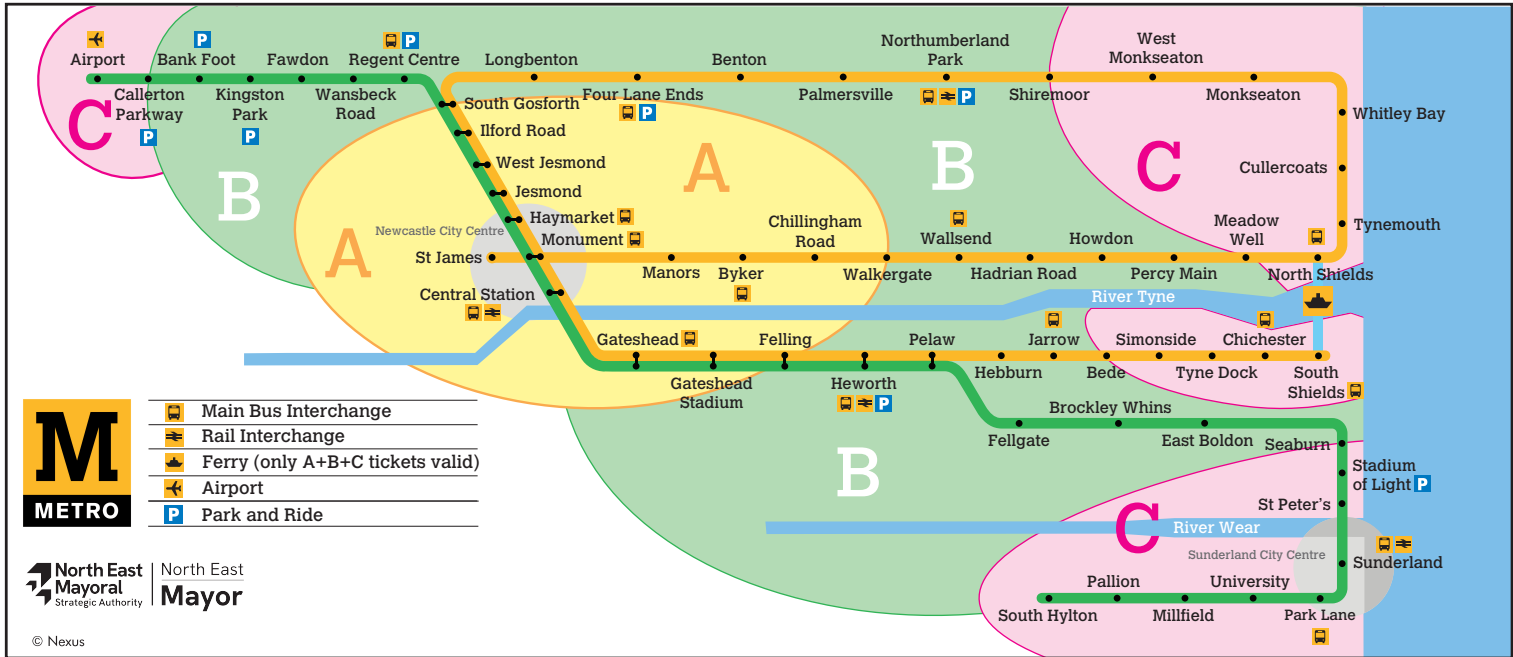 Airport
Callerton
Parkway
P
Bank Foot
P
Kingston
Park
P
Fawdon
Wansbeck
Road
Regent Centre
P
Longbenton
Four Lane Ends
P
Benton
Palmersville
Northumberland
Park
P
Shiremoor
West
Monkseaton
Monkseaton
Whitley Bay
Cullercoats
Tynemouth
C
B
A
A
B
C
South Gosforth
Ilford Road
West Jesmond
Jesmond
Haymarket
Newcastle City Centre
Monument
St James
Manors
Byker
Chillingham
Road
Walkergate
Wallsend
Hadrian Road
Howdon
Percy Main
Meadow
Well
North Shields
Central Station
River Tyne
Gateshead
Gateshead
Stadium
Felling
Heworth
P
Pelaw
Hebburn
Jarrow
Bede
Simonside
Tyne Dock
Chichester
South
Shields
Fellgate
Brockley Whins
East Boldon
Seaburn
Stadium
of Light P
St Peter's
B
C
River Wear
Sunderland City Centre
Sunderland
Park Lane
University
Millfield
Pallion
South Hylton
M
METRO
Main Bus Interchange
Rail Interchange
Ferry (only A+B+C tickets valid)
Airport
P Park and Ride
North East
Mayoral
Strategic Authority
North East
Mayor
© Nexus